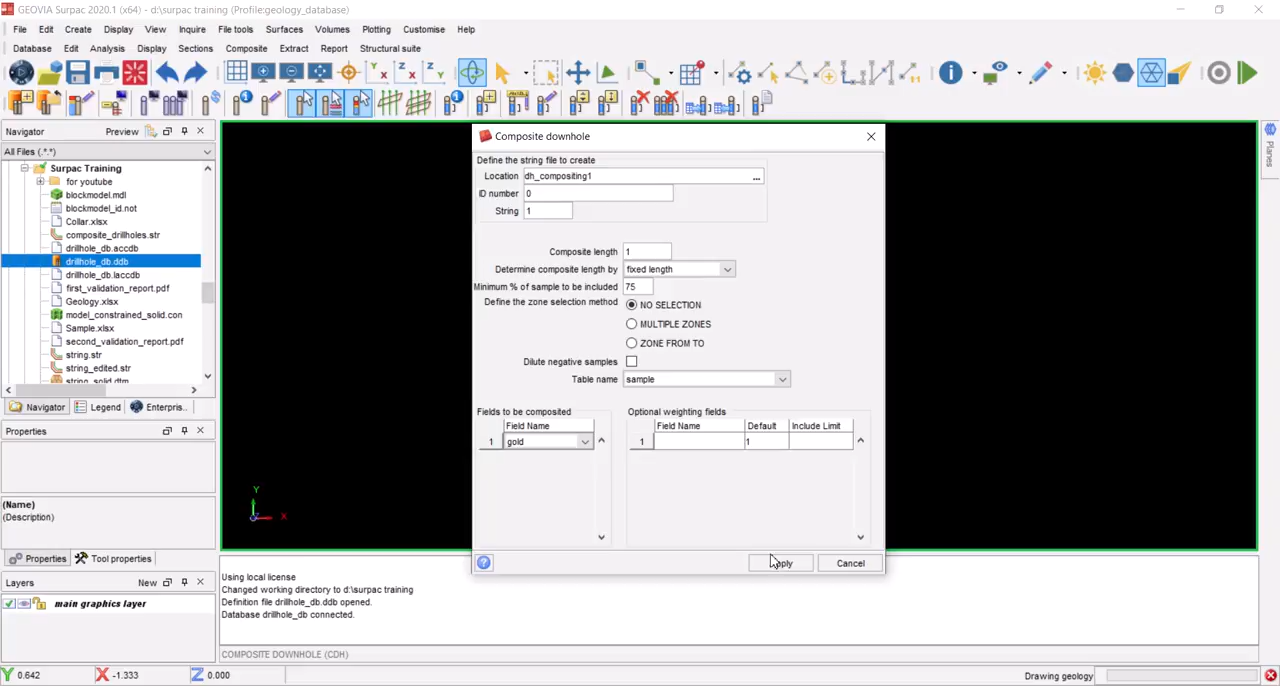 GEOVIA Surpac 2020.1 (x64) - d:\surpac training (Profile:geology_database)
File Edit Create Display View Inquire File tools Surfaces Volumes Plotting Customise Help
Database Edit Analysis Display Sections Composite Extract Report Structural suite
Navigator Preview
All Files (*.*)
Surpac Training
for youtube
blockmodel.mdl
blockmodel_id.not
Collar.xlsx
composite_drillholes.str
drillhole_db.accdb
drillhole_db.ddb
drillhole_db.laccdb
first_validation_report.pdf
Geology.xlsx
model_constrained_solid.con
Sample.xlsx
second_validation_report.pdf
string.str
string_edited.str
string_solid.dtm
Navigator Legend Enterpris..
Properties
(Name)
(Description)
Properties Tool properties
Layers New
main graphics layer
Composite downhole
Define the string file to create
Location dh_compositing1 ...
ID number 0
String 1
Composite length 1
Determine composite length by fixed length
Minimum % of sample to be included 75
Define the zone selection method NO SELECTION
MULTIPLE ZONES
ZONE FROM TO
Dilute negative samples
Table name sample
Fields to be composited Optional weighting fields
Field Name Field Name Default Include Limit
1 gold 1 1
Cancel
Y
X
Planes
Using local license
Changed working directory to d:\surpac training
Definition file drillhole_db.ddb opened.
Database drillhole_db connected.
COMPOSITE DOWNHOLE (CDH)
Y 0.642 X -1.333 Z 0.000 Drawing geology